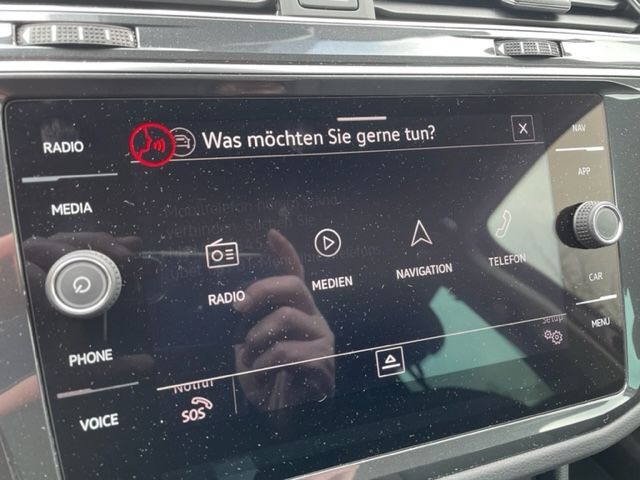 RADIO
MEDIA
PHONE
VOICE
Was möchten Sie gerne tun?
X
RADIO
MEDIEN
NAVIGATION
TELEFON
Notruf
SOS
Setup
NAV
APP
CAR
MENU